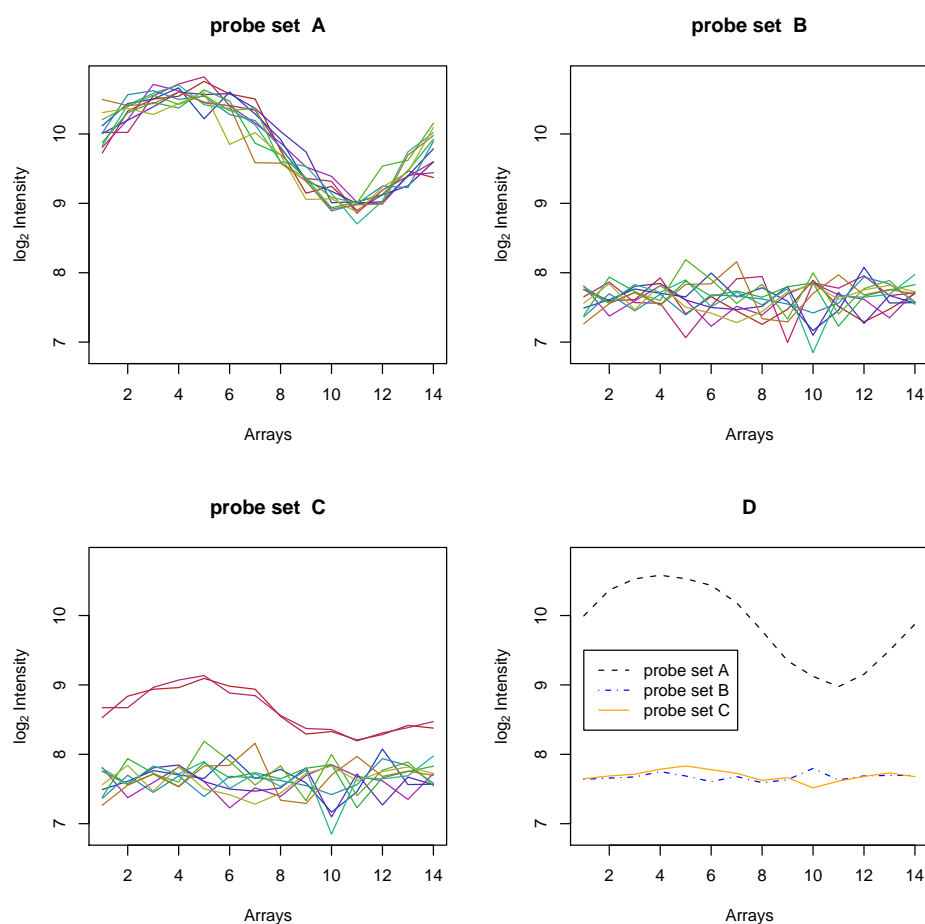 probe set A
log2 Intensity
10
9
8
7
2 4 6 8 10 12 14
Arrays
probe set B
log2 Intensity
10
9
8
7
2 4 6 8 10 12 14
Arrays
probe set C
log2 Intensity
10
9
8
7
2 4 6 8 10 12 14
Arrays
D
log2 Intensity
10
9
8
7
probe set A
probe set B
probe set C
2 4 6 8 10 12 14
Arrays